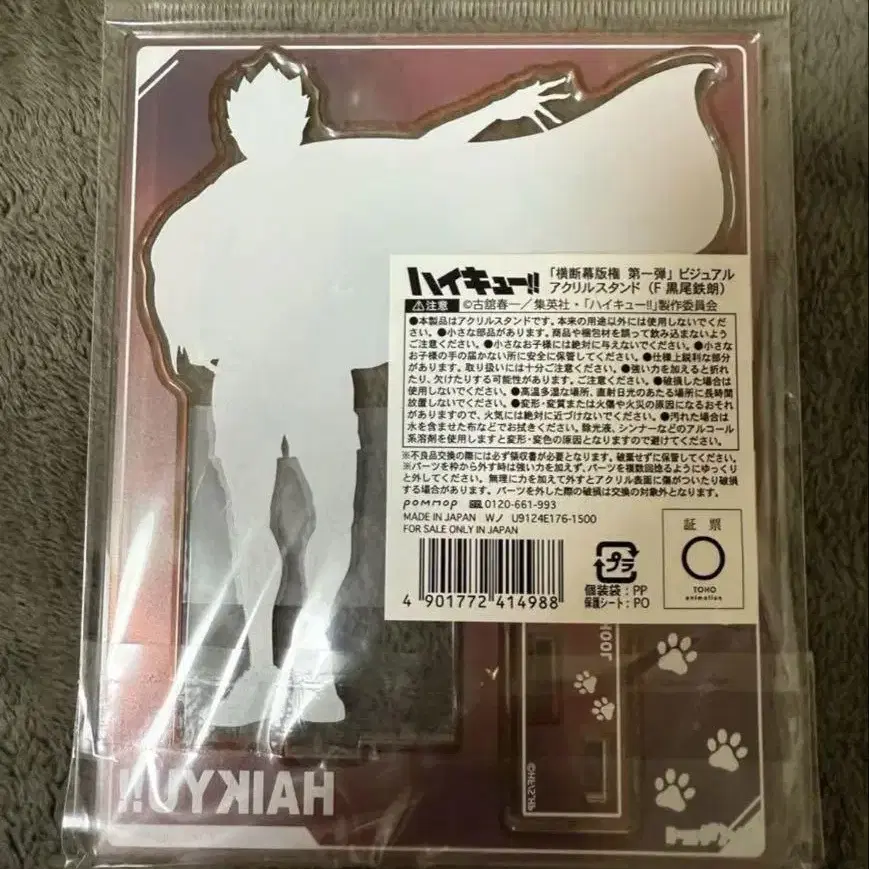 ハイキュー!!
「横断幕版権 第一弾」ビジュアル
アクリルスタンド（F 黒尾鉄朗）
⚠注意 ©古舘春一／集英社・「ハイキュー!!」製作委員会
●本製品はアクリルスタンドです。本来の用途以外には使用しないでくだ
さい。●小さな部品があります。商品や梱包材を誤って飲み込まないよう
ご注意ください。●小さなお子様には絶対に与えないでください。●小さな
お子様の手の届かない所に安全に保管してください。●仕様上鋭利な部分
があります。取り扱いには十分ご注意ください。●強い力を加えると折れ
たり、欠けたりする可能性があります。ご注意ください。●破損した場合は
使用しないでください。●高温多湿な場所、直射日光のあたる場所に長時間
放置しないでください。●変形・変質または火傷や火災の原因になるおそれ
がありますので、火気には絶対に近づけないでください。●汚れた場合は
水を含ませた布などでお拭きください。除光液、シンナーなどのアルコール
系溶剤を使用しますと変形・変色の原因となりますので避けてください。
※不良品交換の際には必ず領収書が必要となります。破棄せずに保管してください。
※パーツを枠から外す時は強い力を加えず、パーツを複数回捻るようにゆっくり
と外してください。無理に力を加えて外すとアクリル表面に傷がついたり破損
する場合があります。パーツを外した際の破損は交換の対象外となります。
pommop 0120-661-993
MADE IN JAPAN Wノ U9124E176-1500
FOR SALE ONLY IN JAPAN
4 901772 414988
プラ
個装袋：PP
保護シート：PO
証票
TOHO
animation
HOOL
HAIKYU!!